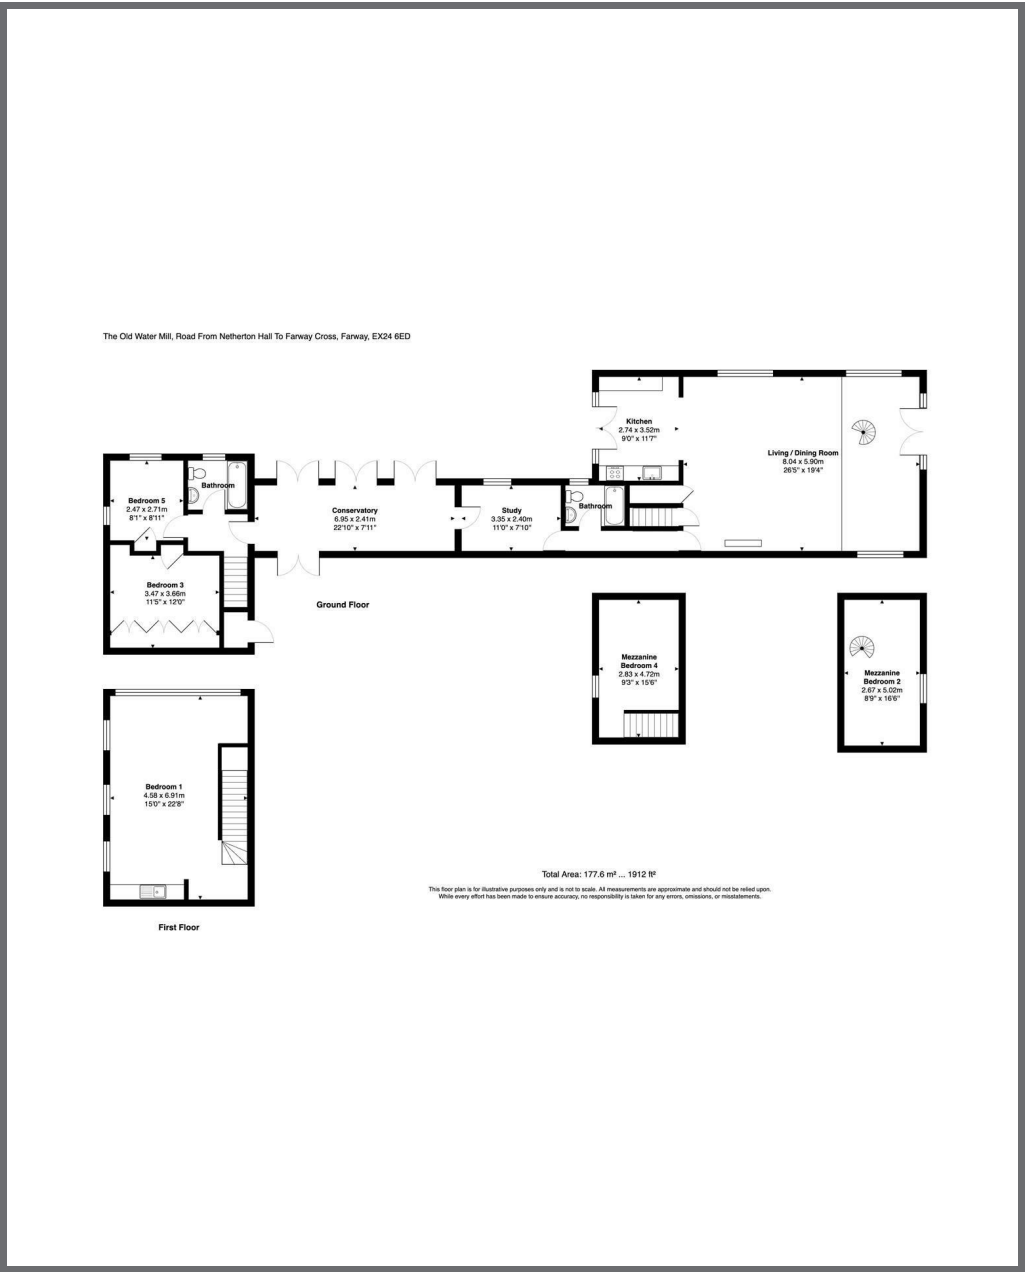 The Old Water Mill, Road From Netherton Hall To Farway Cross, Farway, EX24 6ED
Kitchen
2.74 x 3.52m
9'0" x 11'7"
Living / Dining Room
8.04 x 5.90m
26'5" x 19'4"
Bathroom
Bedroom 5
2.47 x 2.71m
8'1" x 8'11"
Conservatory
6.95 x 2.41m
22'10" x 7'11"
Study
3.35 x 2.40m
11'0" x 7'10"
Bathroom
Bedroom 3
3.47 x 3.66m
11'5" x 12'0"
Ground Floor
Mezzanine
Bedroom 4
2.83 x 4.72m
9'3" x 15'6"
Mezzanine
Bedroom 2
2.67 x 5.02m
8'9" x 16'6"
Bedroom 1
4.58 x 6.91m
15'0" x 22'8"
First Floor
Total Area: 177.6 m² ... 1912 ft²
This floor plan is for illustrative purposes only and is not to scale. All measurements are approximate and should not be relied upon.
While every effort has been made to ensure accuracy, no responsibility is taken for any errors, omissions, or misstatements.